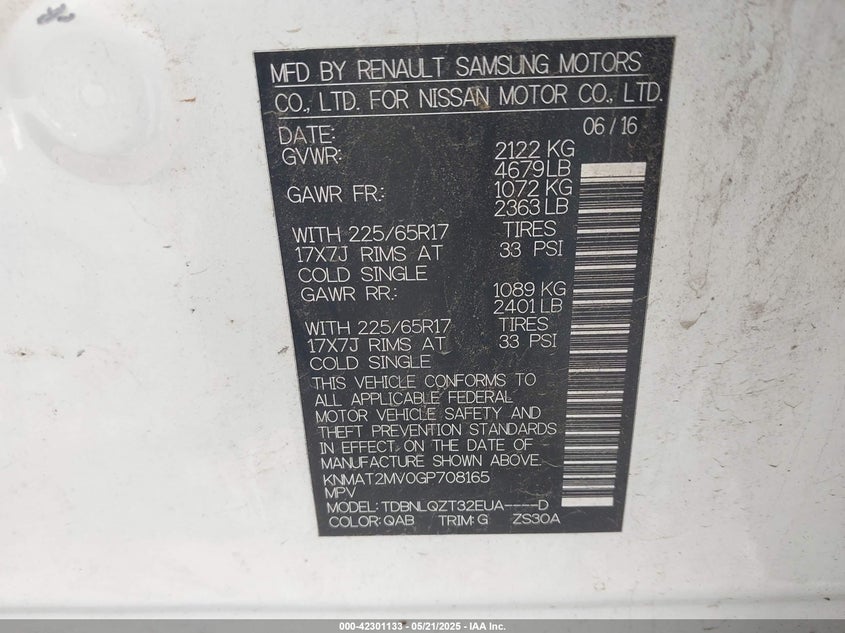 MFD BY RENAULT SAMSUNG MOTORS
CO., LTD. FOR NISSAN MOTOR CO., LTD.
DATE: 06 / 16
GVWR: 2122 KG
4679 LB
GAWR FR.: 1072 KG
2363 LB
WITH 225/65R17 TIRES
17X7J RIMS AT 33 PSI
COLD SINGLE
GAWR RR.: 1089 KG
2401 LB
WITH 225/65R17 TIRES
17X7J RIMS AT 33 PSI
COLD SINGLE
THIS VEHICLE CONFORMS TO
ALL APPLICABLE FEDERAL
MOTOR VEHICLE SAFETY AND
THEFT PREVENTION STANDARDS
IN EFFECT ON THE DATE OF
MANUFACTURE SHOWN ABOVE.
KNMAT2MV0GP708165
MPV
MODEL: TDBNLQZT32EUA----D
COLOR: QAB TRIM: G ZS30A
000-42301133 - 05/21/2025 - IAA Inc.